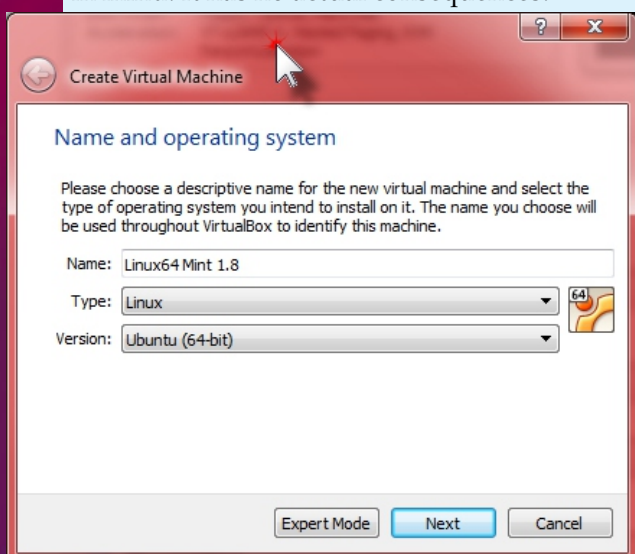 actual consequences.
?
X
Create Virtual Machine
Name and operating system
Please choose a descriptive name for the new virtual machine and select the
type of operating system you intend to install on it. The name you choose will
be used throughout VirtualBox to identify this machine.
Name: Linux64 Mint 1.8
Type: Linux
64
Version: Ubuntu (64-bit)
Expert Mode Next Cancel